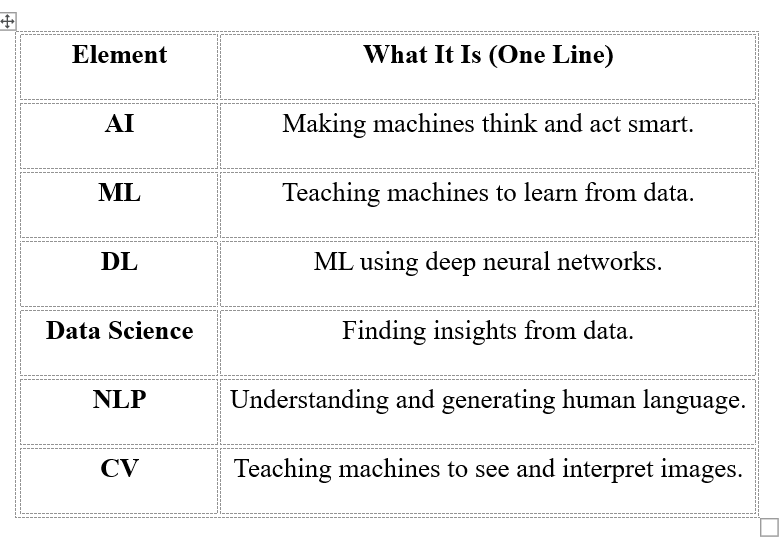 Element What It Is (One Line)
AI Making machines think and act smart.
ML Teaching machines to learn from data.
DL ML using deep neural networks.
Data Science Finding insights from data.
NLP Understanding and generating human language.
CV Teaching machines to see and interpret images.